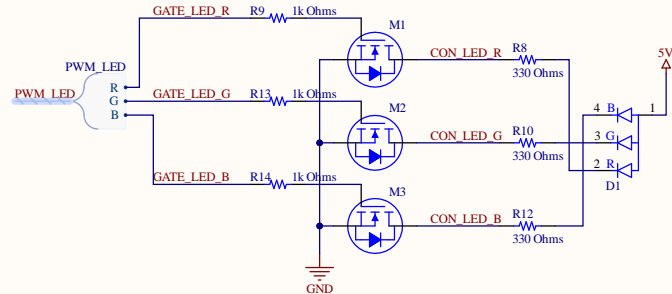 GATE_LED_R R9 1k Ohms
M1
CON_LED_R R8
330 Ohms
5V
PWM_LED
R
PWM_LED G GATE_LED_G R13 1k Ohms
B
M2
4 B 1
CON_LED_G R10 3 G
330 Ohms
2 R
D1
GATE_LED_B R14 1k Ohms
M3
CON_LED_B R12
330 Ohms
GND